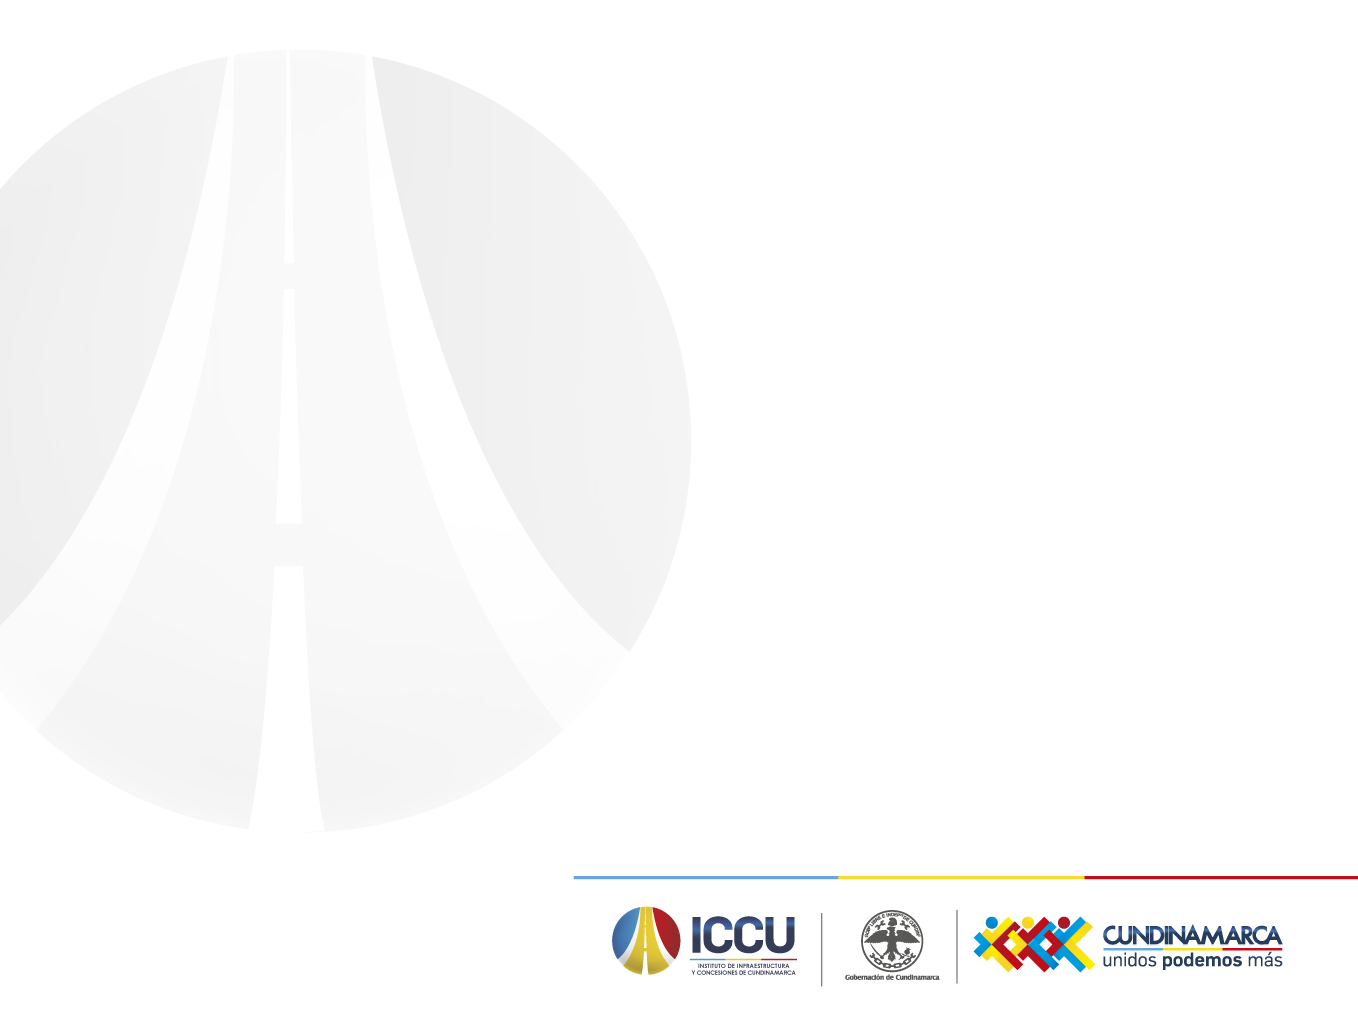 ICCU
INSTITUTO DE INFRAESTRUCTURA
Y CONCESIONES DE CUNDINAMARCA
Gobernación de Cundinamarca
CUNDINAMARCA
unidos podemos más